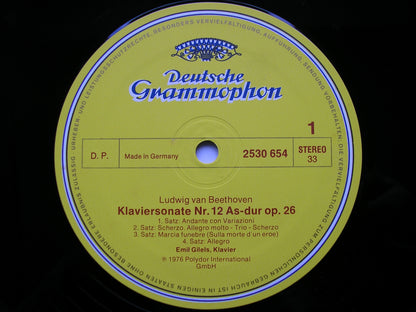 Deutsche
Grammophon
1
D. P.
Made in Germany
2530 654
STEREO
33
Ludwig van Beethoven
Klaviersonate Nr. 12 As-dur op. 26
1. Satz: Andante con Variazioni
2. Satz: Scherzo. Allegro molto - Trio - Scherzo
3. Satz: Marcia funebre (Sulla morte d'un eroe)
4. Satz: Allegro
Emil Gilels, Klavier
℗ 1976 Polydor International
GmbH